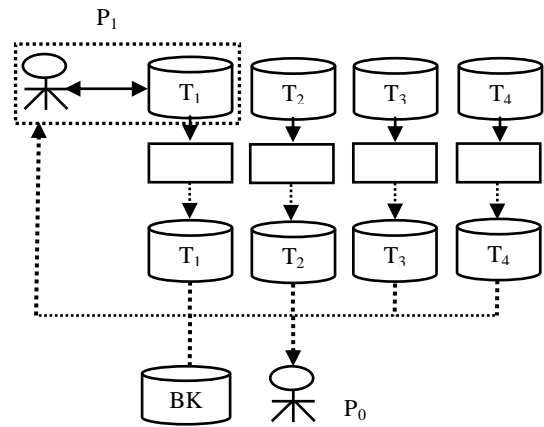 P₁
T₁ T₂ T₃ T₄
T₁ T₂ T₃ T₄
BK P₀